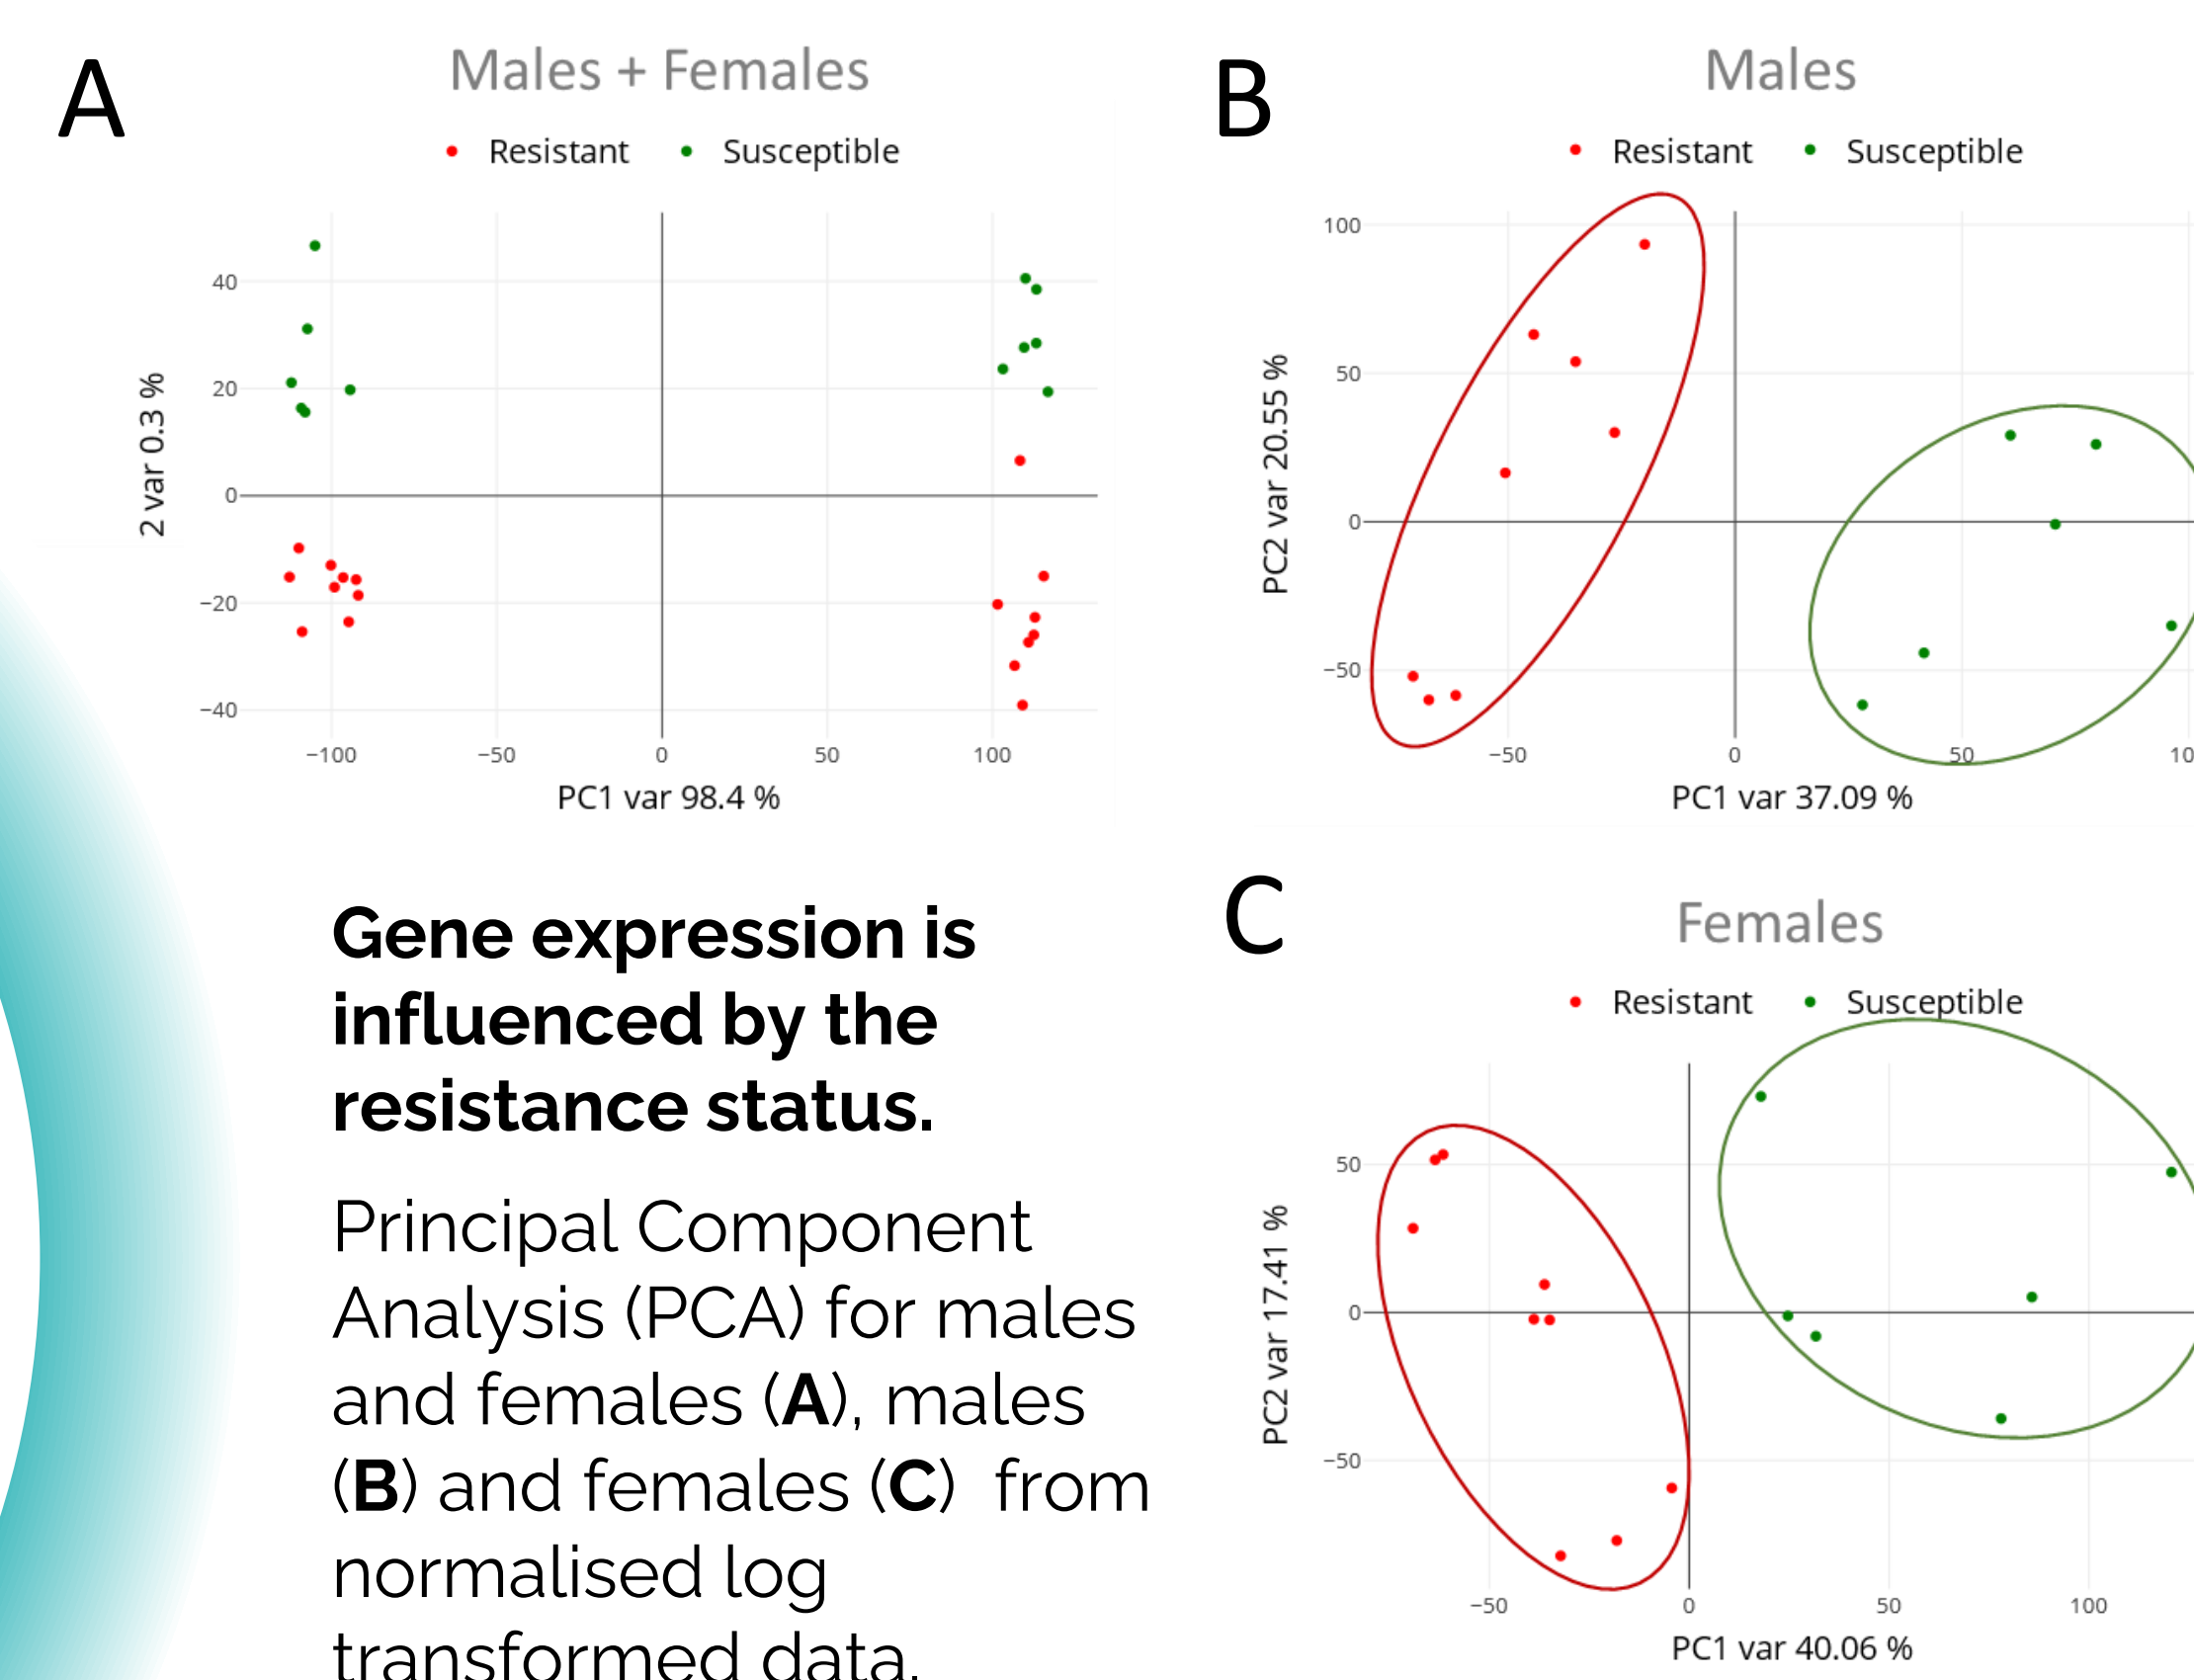 A
Males + Females
Resistant Susceptible
40
20
0
−20
−40
2 var 0.3 %
−100 −50 0 50 100
PC1 var 98.4 %
B
Males
Resistant Susceptible
100
50
0
−50
PC2 var 20.55 %
−50 0 50 10
PC1 var 37.09 %
Gene expression is
influenced by the
resistance status.
Principal Component
Analysis (PCA) for males
and females (A), males
(B) and females (C) from
normalised log
transformed data.
C
Females
Resistant Susceptible
50
0
−50
PC2 var 17.41 %
−50 0 50 100
PC1 var 40.06 %